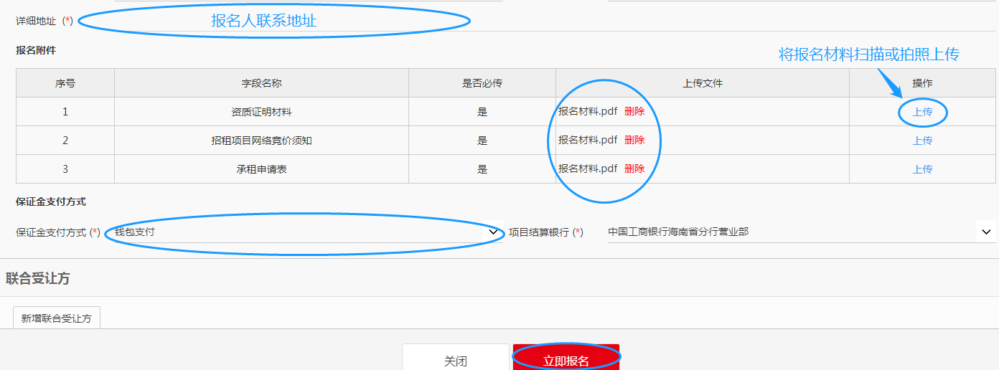 详细地址 (*) 报名人联系地址
报名附件
将报名材料扫描或拍照上传
序号 字段名称 是否必传 上传文件 操作
1 资质证明材料 是 报名材料.pdf 删除 上传
2 招租项目网络竞价须知 是 报名材料.pdf 删除 上传
3 承租申请表 是 报名材料.pdf 删除 上传
保证金支付方式
保证金支付方式 (*) 钱包支付 项目结算银行 (*) 中国工商银行海南省分行营业部
联合受让方
新增联合受让方
关闭 立即报名